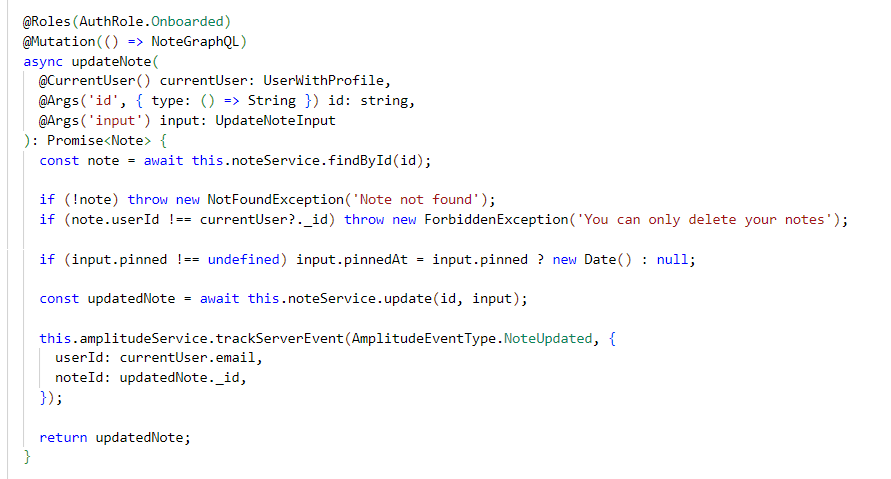 @Roles(AuthRole.Onboarded)
@Mutation(() => NoteGraphQL)
async updateNote(
@CurrentUser() currentUser: UserWithProfile,
@Args('id', { type: () => String }) id: string,
@Args('input') input: UpdateNoteInput
): Promise<Note> {
const note = await this.noteService.findById(id);
if (!note) throw new NotFoundException('Note not found');
if (note.userId !== currentUser?._id) throw new ForbiddenException('You can only delete your notes');
if (input.pinned !== undefined) input.pinnedAt = input.pinned ? new Date() : null;
const updatedNote = await this.noteService.update(id, input);
this.amplitudeService.trackServerEvent(AmplitudeEventType.NoteUpdated, {
userId: currentUser.email,
noteId: updatedNote._id,
});
return updatedNote;
}